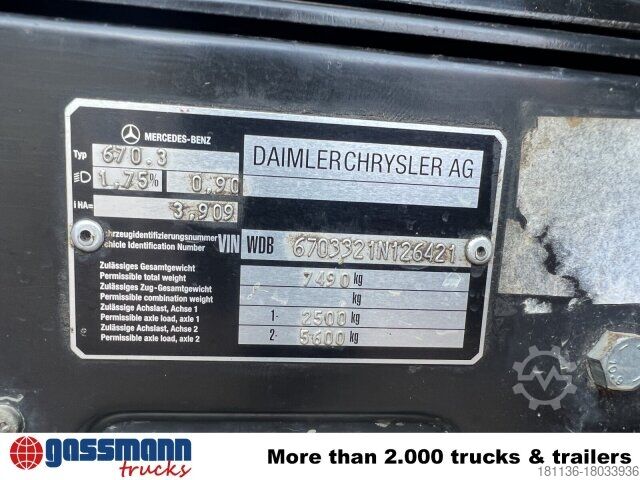 MERCEDES-BENZ
Typ 670.3
DAIMLERCHRYSLER AG
1.75% 0.90
i HA= 3,909
Fahrzeugidentifizierungsnummer
Vehicle Identification Number VIN WDB 6703321N126421
Zulässiges Gesamtgewicht
Permissible total weight 7490 kg
Zulässiges Zug-Gesamtgewicht
Permissible combination weight kg
Zulässige Achslast, Achse 1
Permissible axle load, axle 1 1- 2500 kg
Zulässige Achslast, Achse 2
Permissible axle load, axle 2 2- 5600 kg
gassmann
trucks
More than 2.000 trucks & trailers
181136-18033936